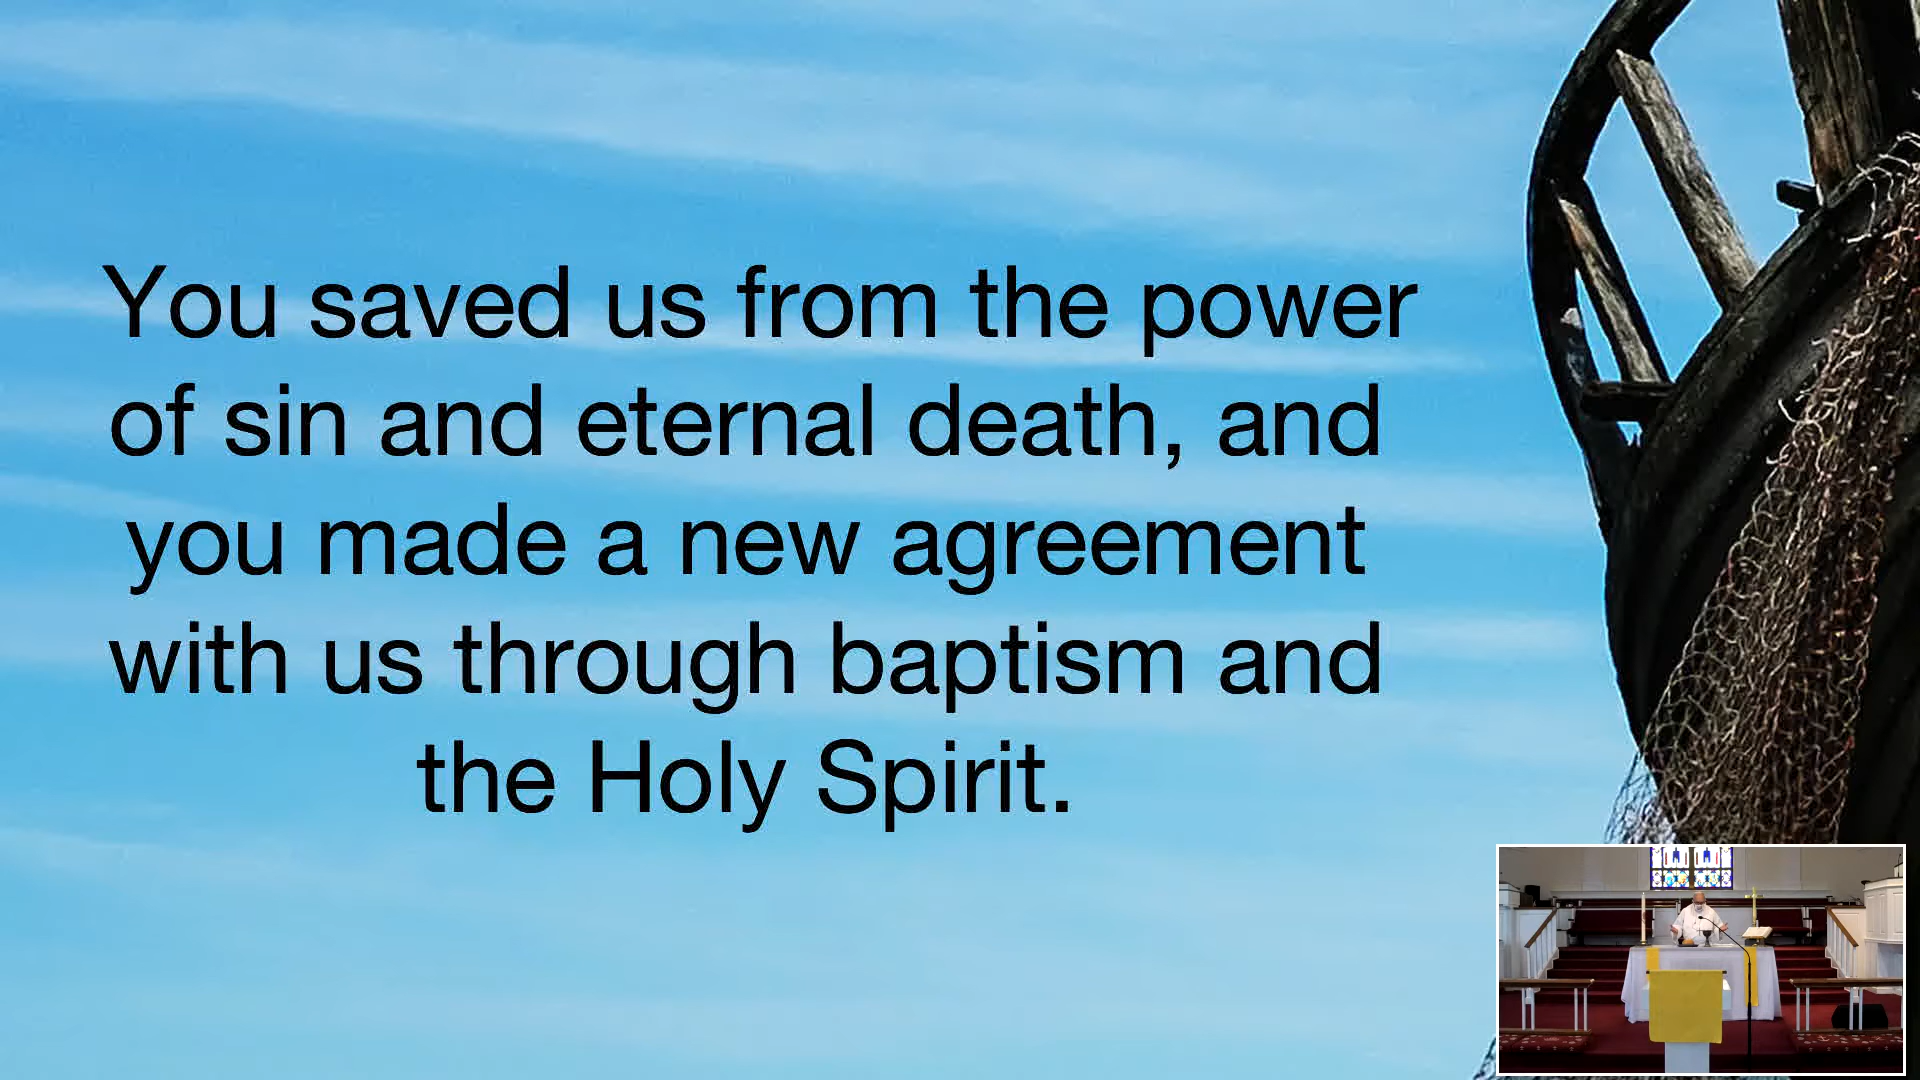 You saved us from the power
of sin and eternal death, and
you made a new agreement
with us through baptism and
the Holy Spirit.